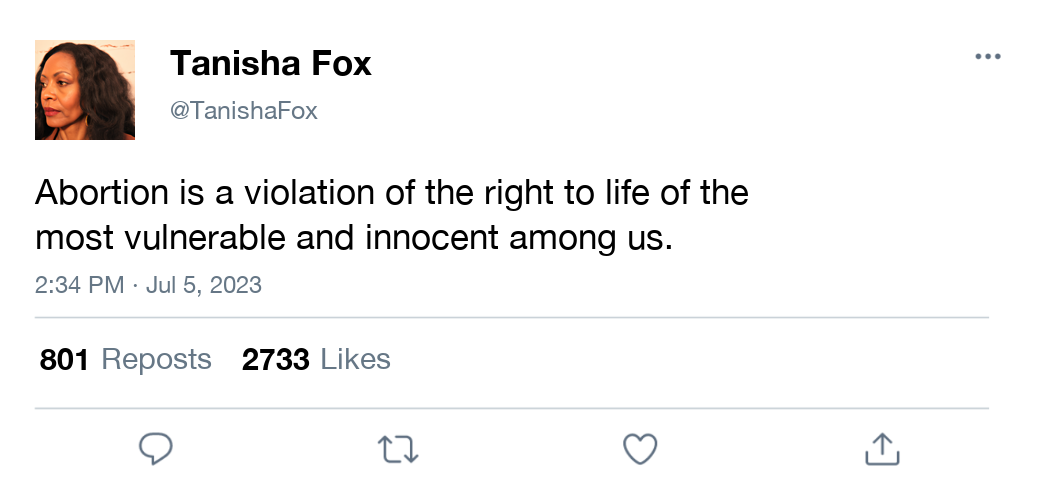 Tanisha Fox
@TanishaFox
Abortion is a violation of the right to life of the
most vulnerable and innocent among us.
2:34 PM · Jul 5, 2023
801 Reposts 2733 Likes